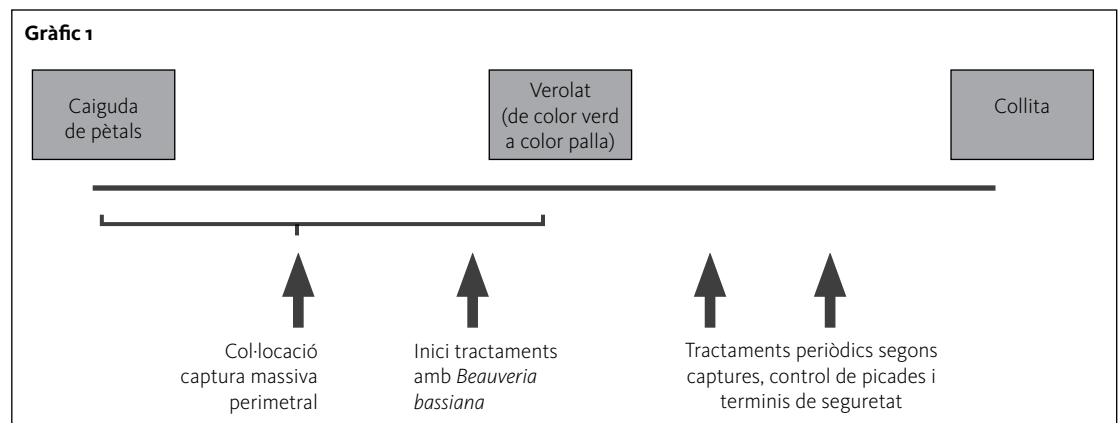 Gràfic 1
Caiguda
de pètals
Verolat
(de color verd
a color palla)
Collita
Col·locació
captura massiva
perimetral
Inici tractaments
amb Beauveria
bassiana
Tractaments periòdics segons
captures, control de picades i
terminis de seguretat